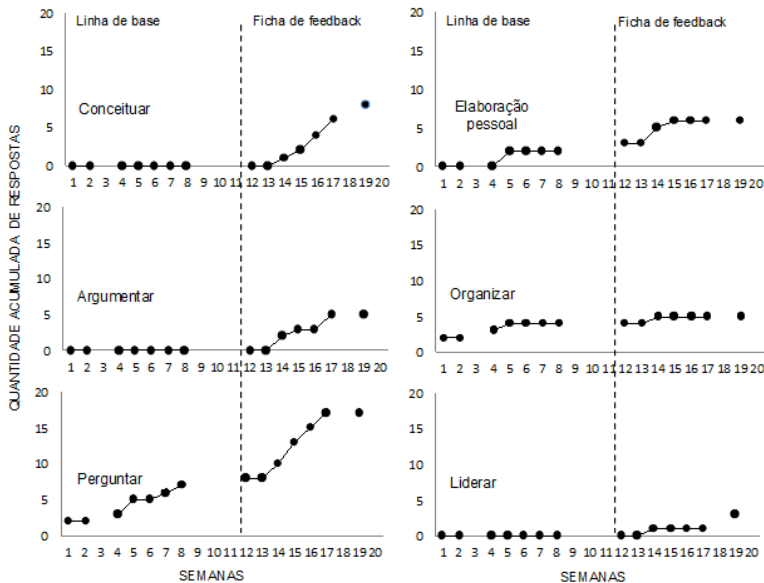 QUANTIDADE ACUMULADA DE RESPOSTAS
Linha de base Ficha de feedback
20
15
10
5
0
Conceituar
1 2 3 4 5 6 7 8 9 10 11 12 13 14 15 16 17 18 19 20
20
15
10
5
0
Argumentar
1 2 3 4 5 6 7 8 9 10 11 12 13 14 15 16 17 18 19 20
20
15
10
5
0
Perguntar
1 2 3 4 5 6 7 8 9 10 11 12 13 14 15 16 17 18 19 20
SEMANAS
Linha de base Ficha de feedback
20
15
10
5
0
Elaboração
pessoal
1 2 3 4 5 6 7 8 9 10 11 12 13 14 15 16 17 18 19 20
20
15
10
5
0
Organizar
1 2 3 4 5 6 7 8 9 10 11 12 13 14 15 16 17 18 19 20
20
15
10
5
0
Liderar
1 2 3 4 5 6 7 8 9 10 11 12 13 14 15 16 17 18 19 20
SEMANAS